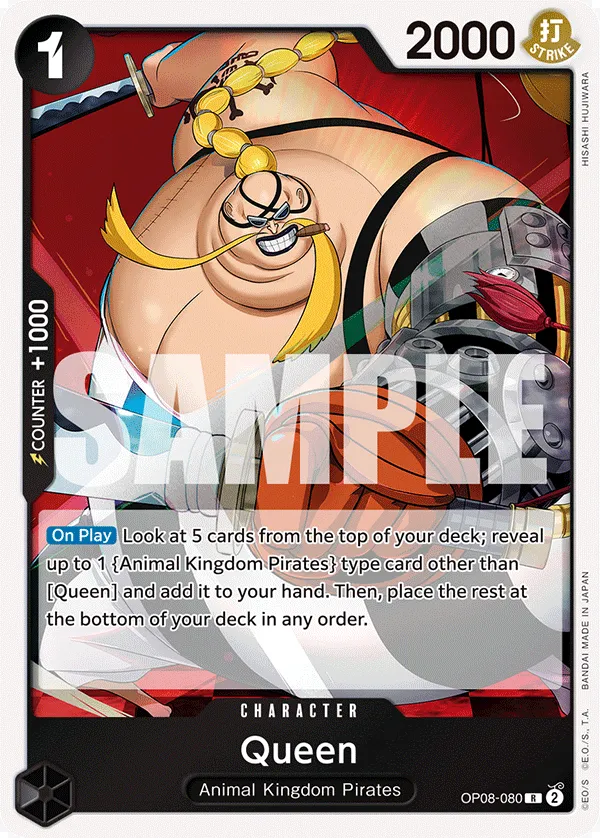 1
2000
打
STRIKE
HISASHI HUJIWARA
COUNTER +1000
SAMPLE
On Play Look at 5 cards from the top of your deck; reveal
up to 1 {Animal Kingdom Pirates} type card other than
[Queen] and add it to your hand. Then, place the rest at
the bottom of your deck in any order.
CHARACTER
Queen
Animal Kingdom Pirates
OP08-080 R 2
©EO/S ©E.O./S., T.A. BANDAI MADE IN JAPAN